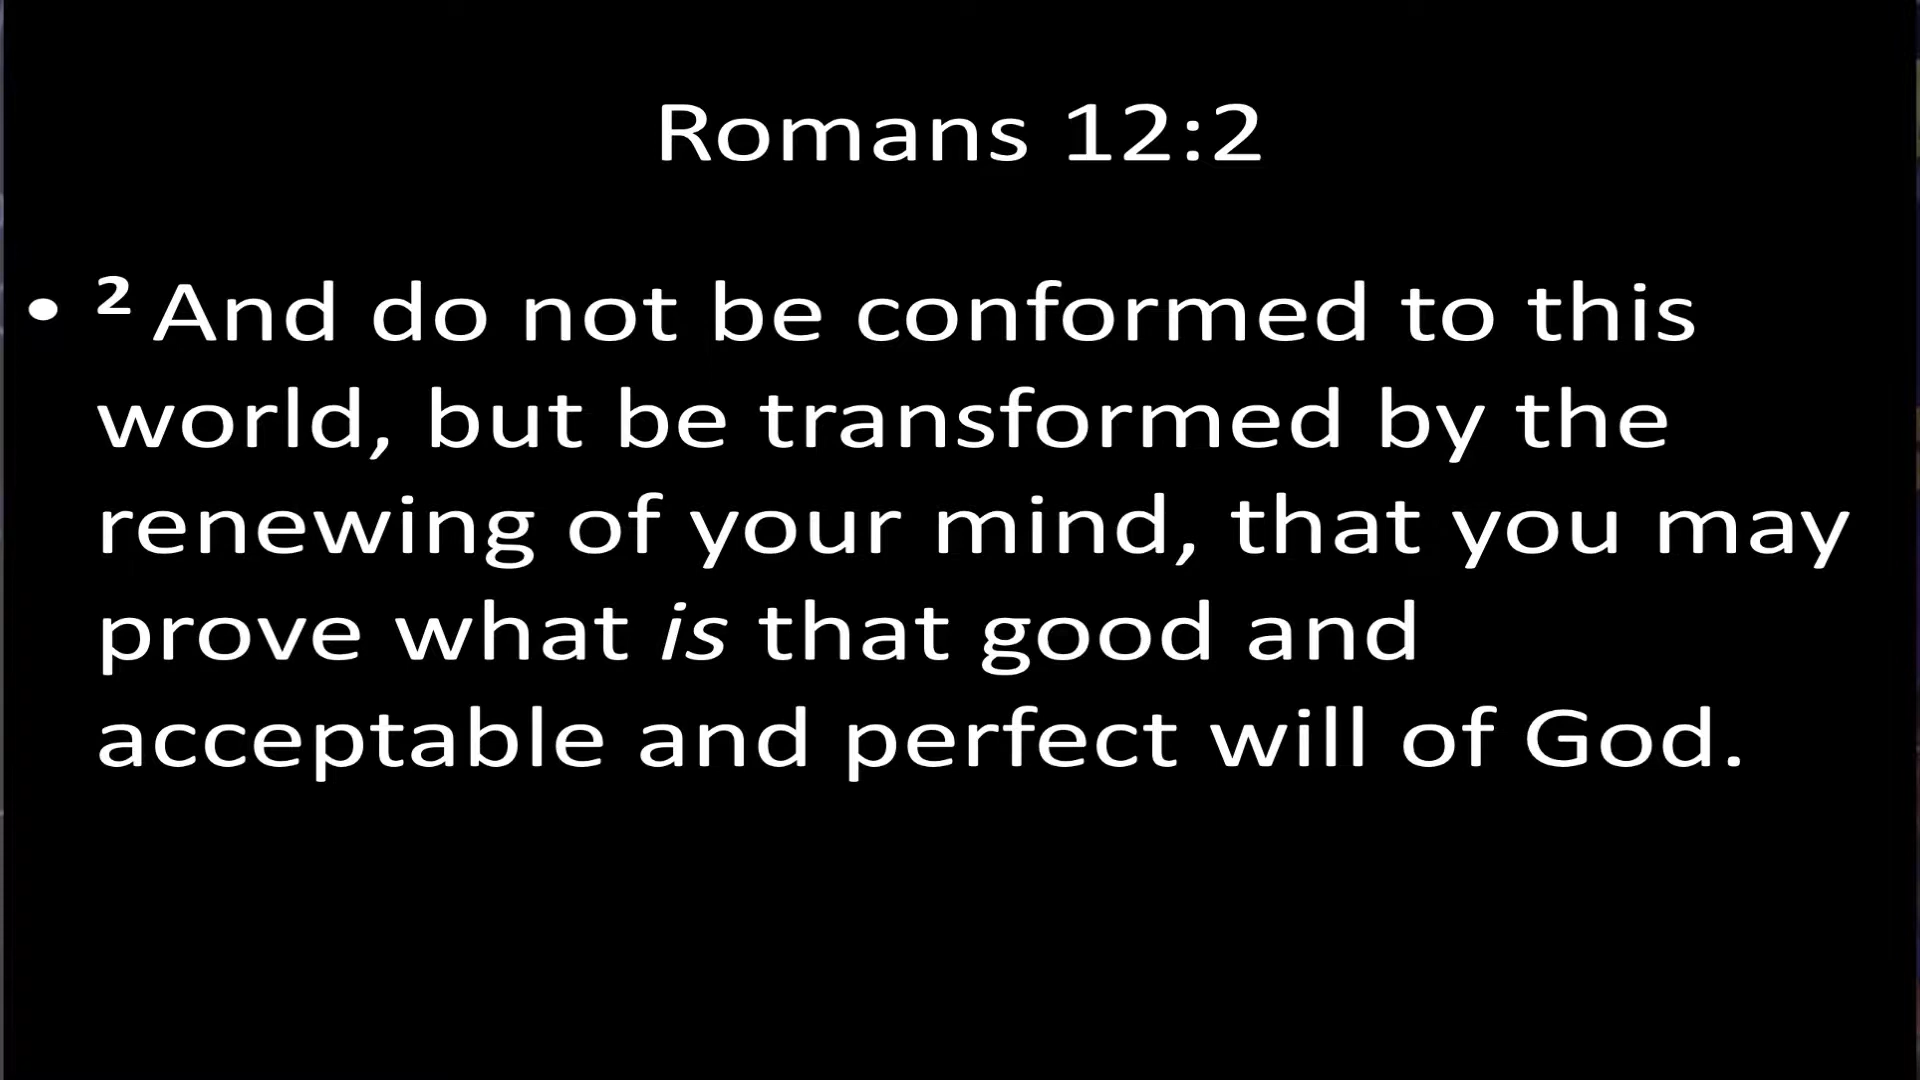 Romans 12:2
• ² And do not be conformed to this
world, but be transformed by the
renewing of your mind, that you may
prove what is that good and
acceptable and perfect will of God.